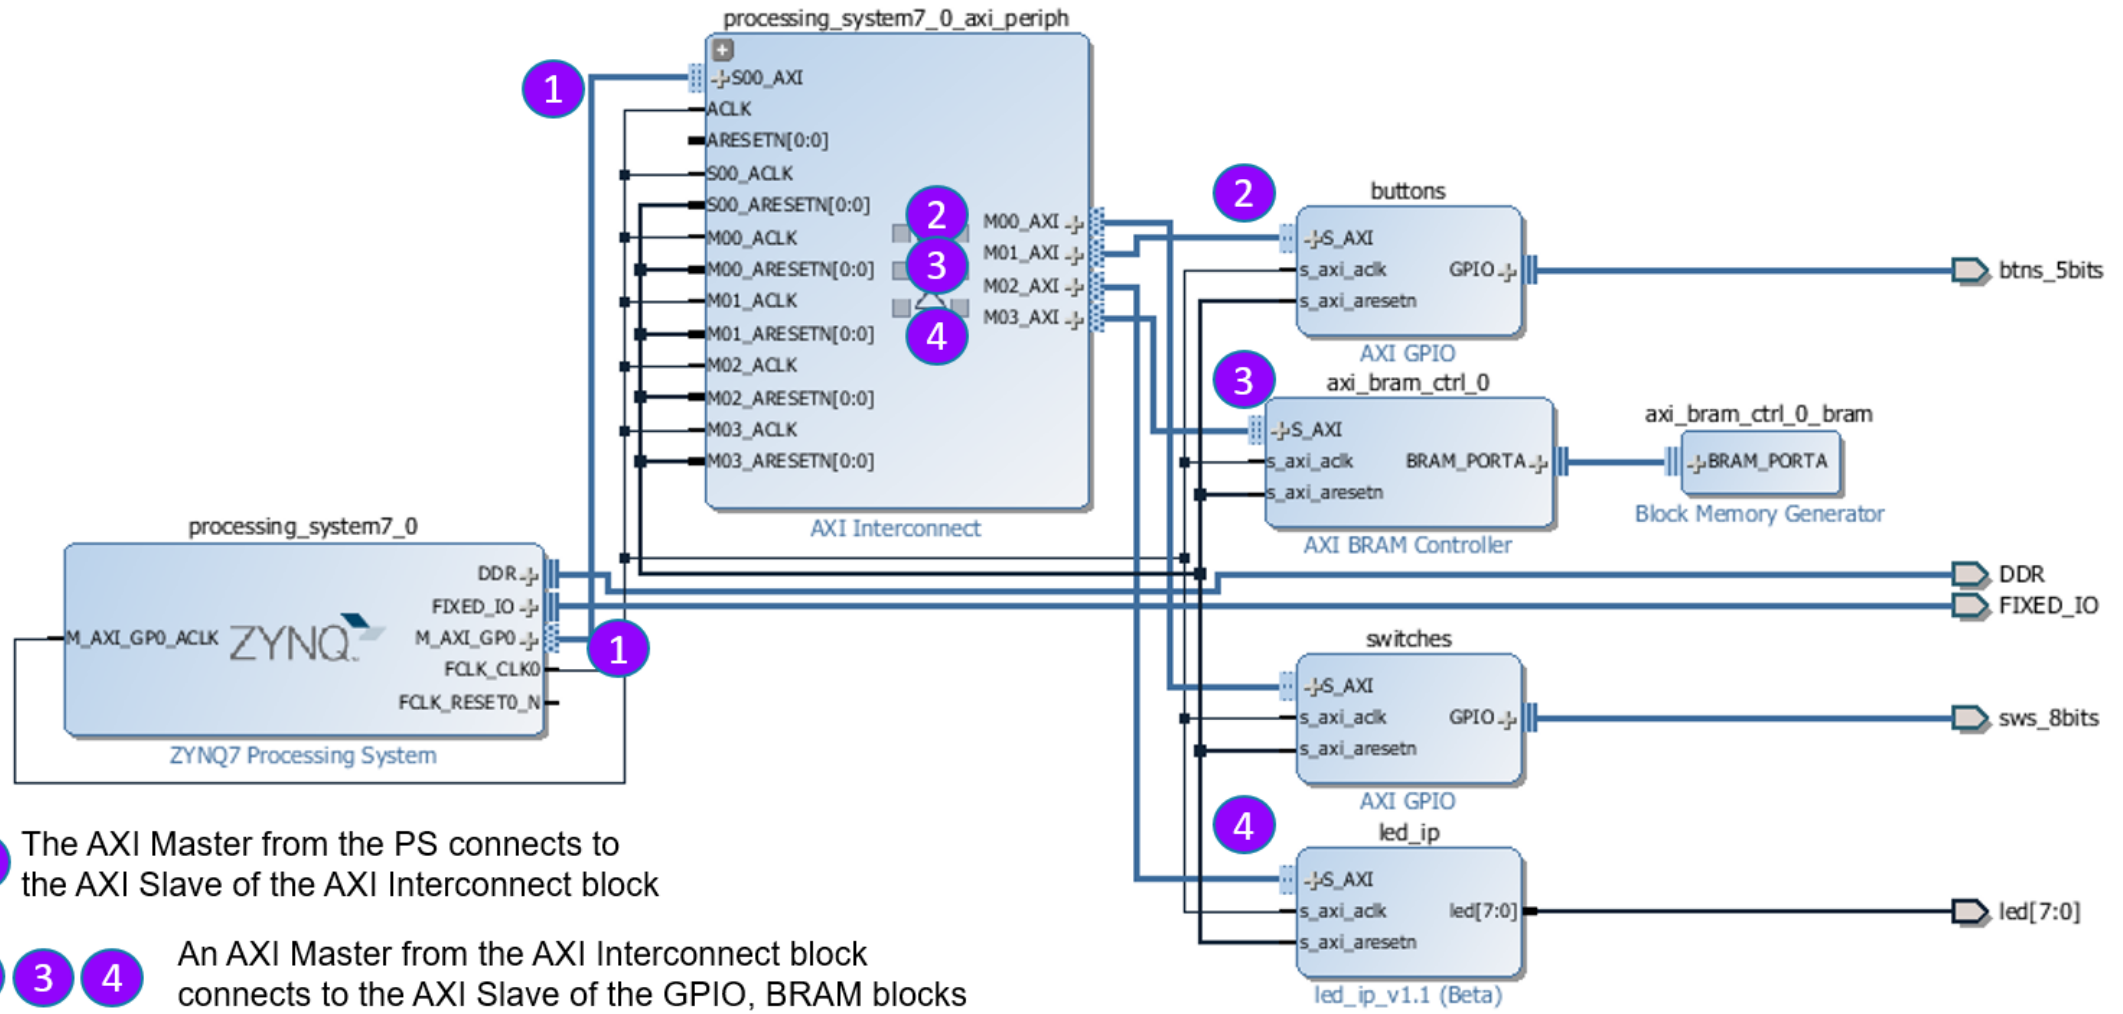 processing_system7_0_axi_periph
1
S00_AXI
ACLK
ARESETN[0:0]
S00_ACLK
S00_ARESETN[0:0]
M00_ACLK
M00_ARESETN[0:0]
M01_ACLK
M01_ARESETN[0:0]
M02_ACLK
M02_ARESETN[0:0]
M03_ACLK
M03_ARESETN[0:0]
2
3
4
M00_AXI
M01_AXI
M02_AXI
M03_AXI
AXI Interconnect
2
buttons
S_AXI
s_axi_aclk
s_axi_aresetn
GPIO
AXI GPIO
btns_5bits
3
axi_bram_ctrl_0
S_AXI
s_axi_aclk
s_axi_aresetn
BRAM_PORTA
AXI BRAM Controller
axi_bram_ctrl_0_bram
BRAM_PORTA
Block Memory Generator
processing_system7_0
DDR
FIXED_IO
M_AXI_GP0_ACLK
ZYNQ
M_AXI_GP0
FCLK_CLK0
FCLK_RESET0_N
ZYNQ7 Processing System
1
DDR
FIXED_IO
switches
S_AXI
s_axi_aclk
s_axi_aresetn
GPIO
AXI GPIO
sws_8bits
4
led_ip
S_AXI
s_axi_aclk
s_axi_aresetn
led[7:0]
led_ip_v1.1 (Beta)
led[7:0]
The AXI Master from the PS connects to
the AXI Slave of the AXI Interconnect block
3 4
An AXI Master from the AXI Interconnect block
connects to the AXI Slave of the GPIO, BRAM blocks